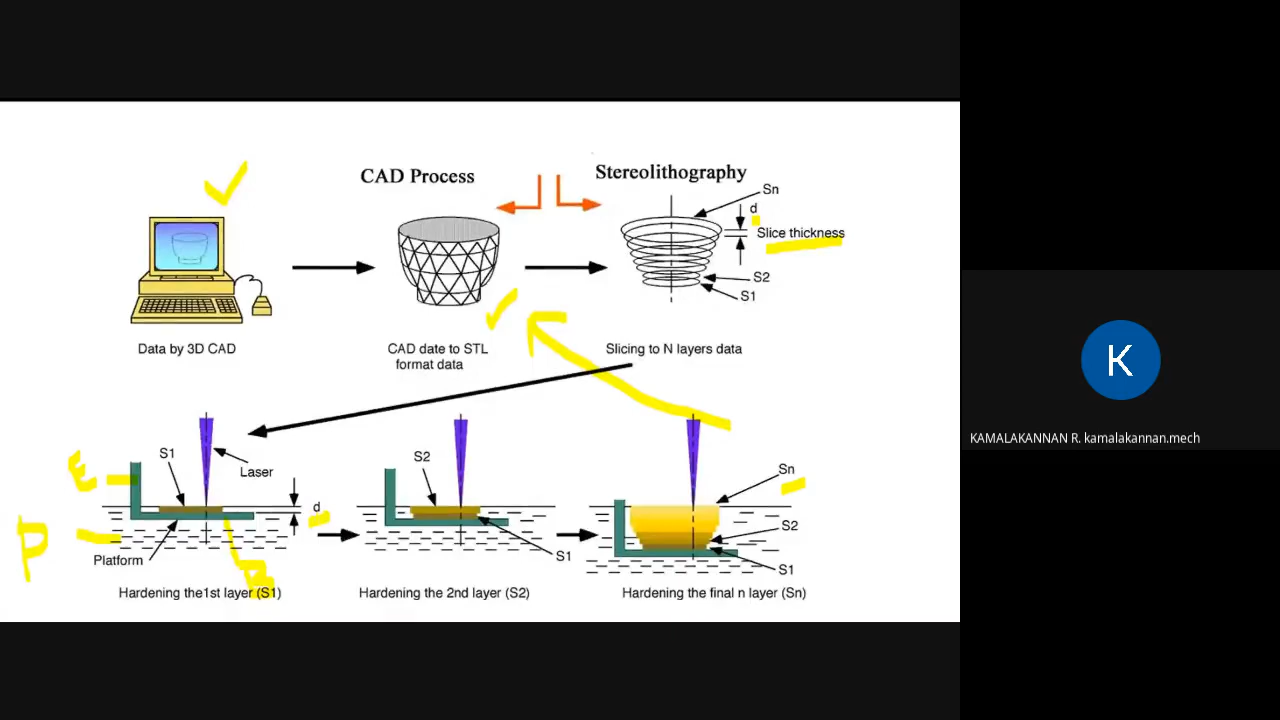 CAD Process
Stereolithography
Sn
d
Slice thickness
S2
S1
Data by 3D CAD
CAD date to STL
format data
Slicing to N layers data
S1
Laser
d
Platform
Hardening the1st layer (S1)
S2
S1
Hardening the 2nd layer (S2)
Sn
S2
S1
Hardening the final n layer (Sn)
E
P
B
K
KAMALAKANNAN R. kamalakannan.mech